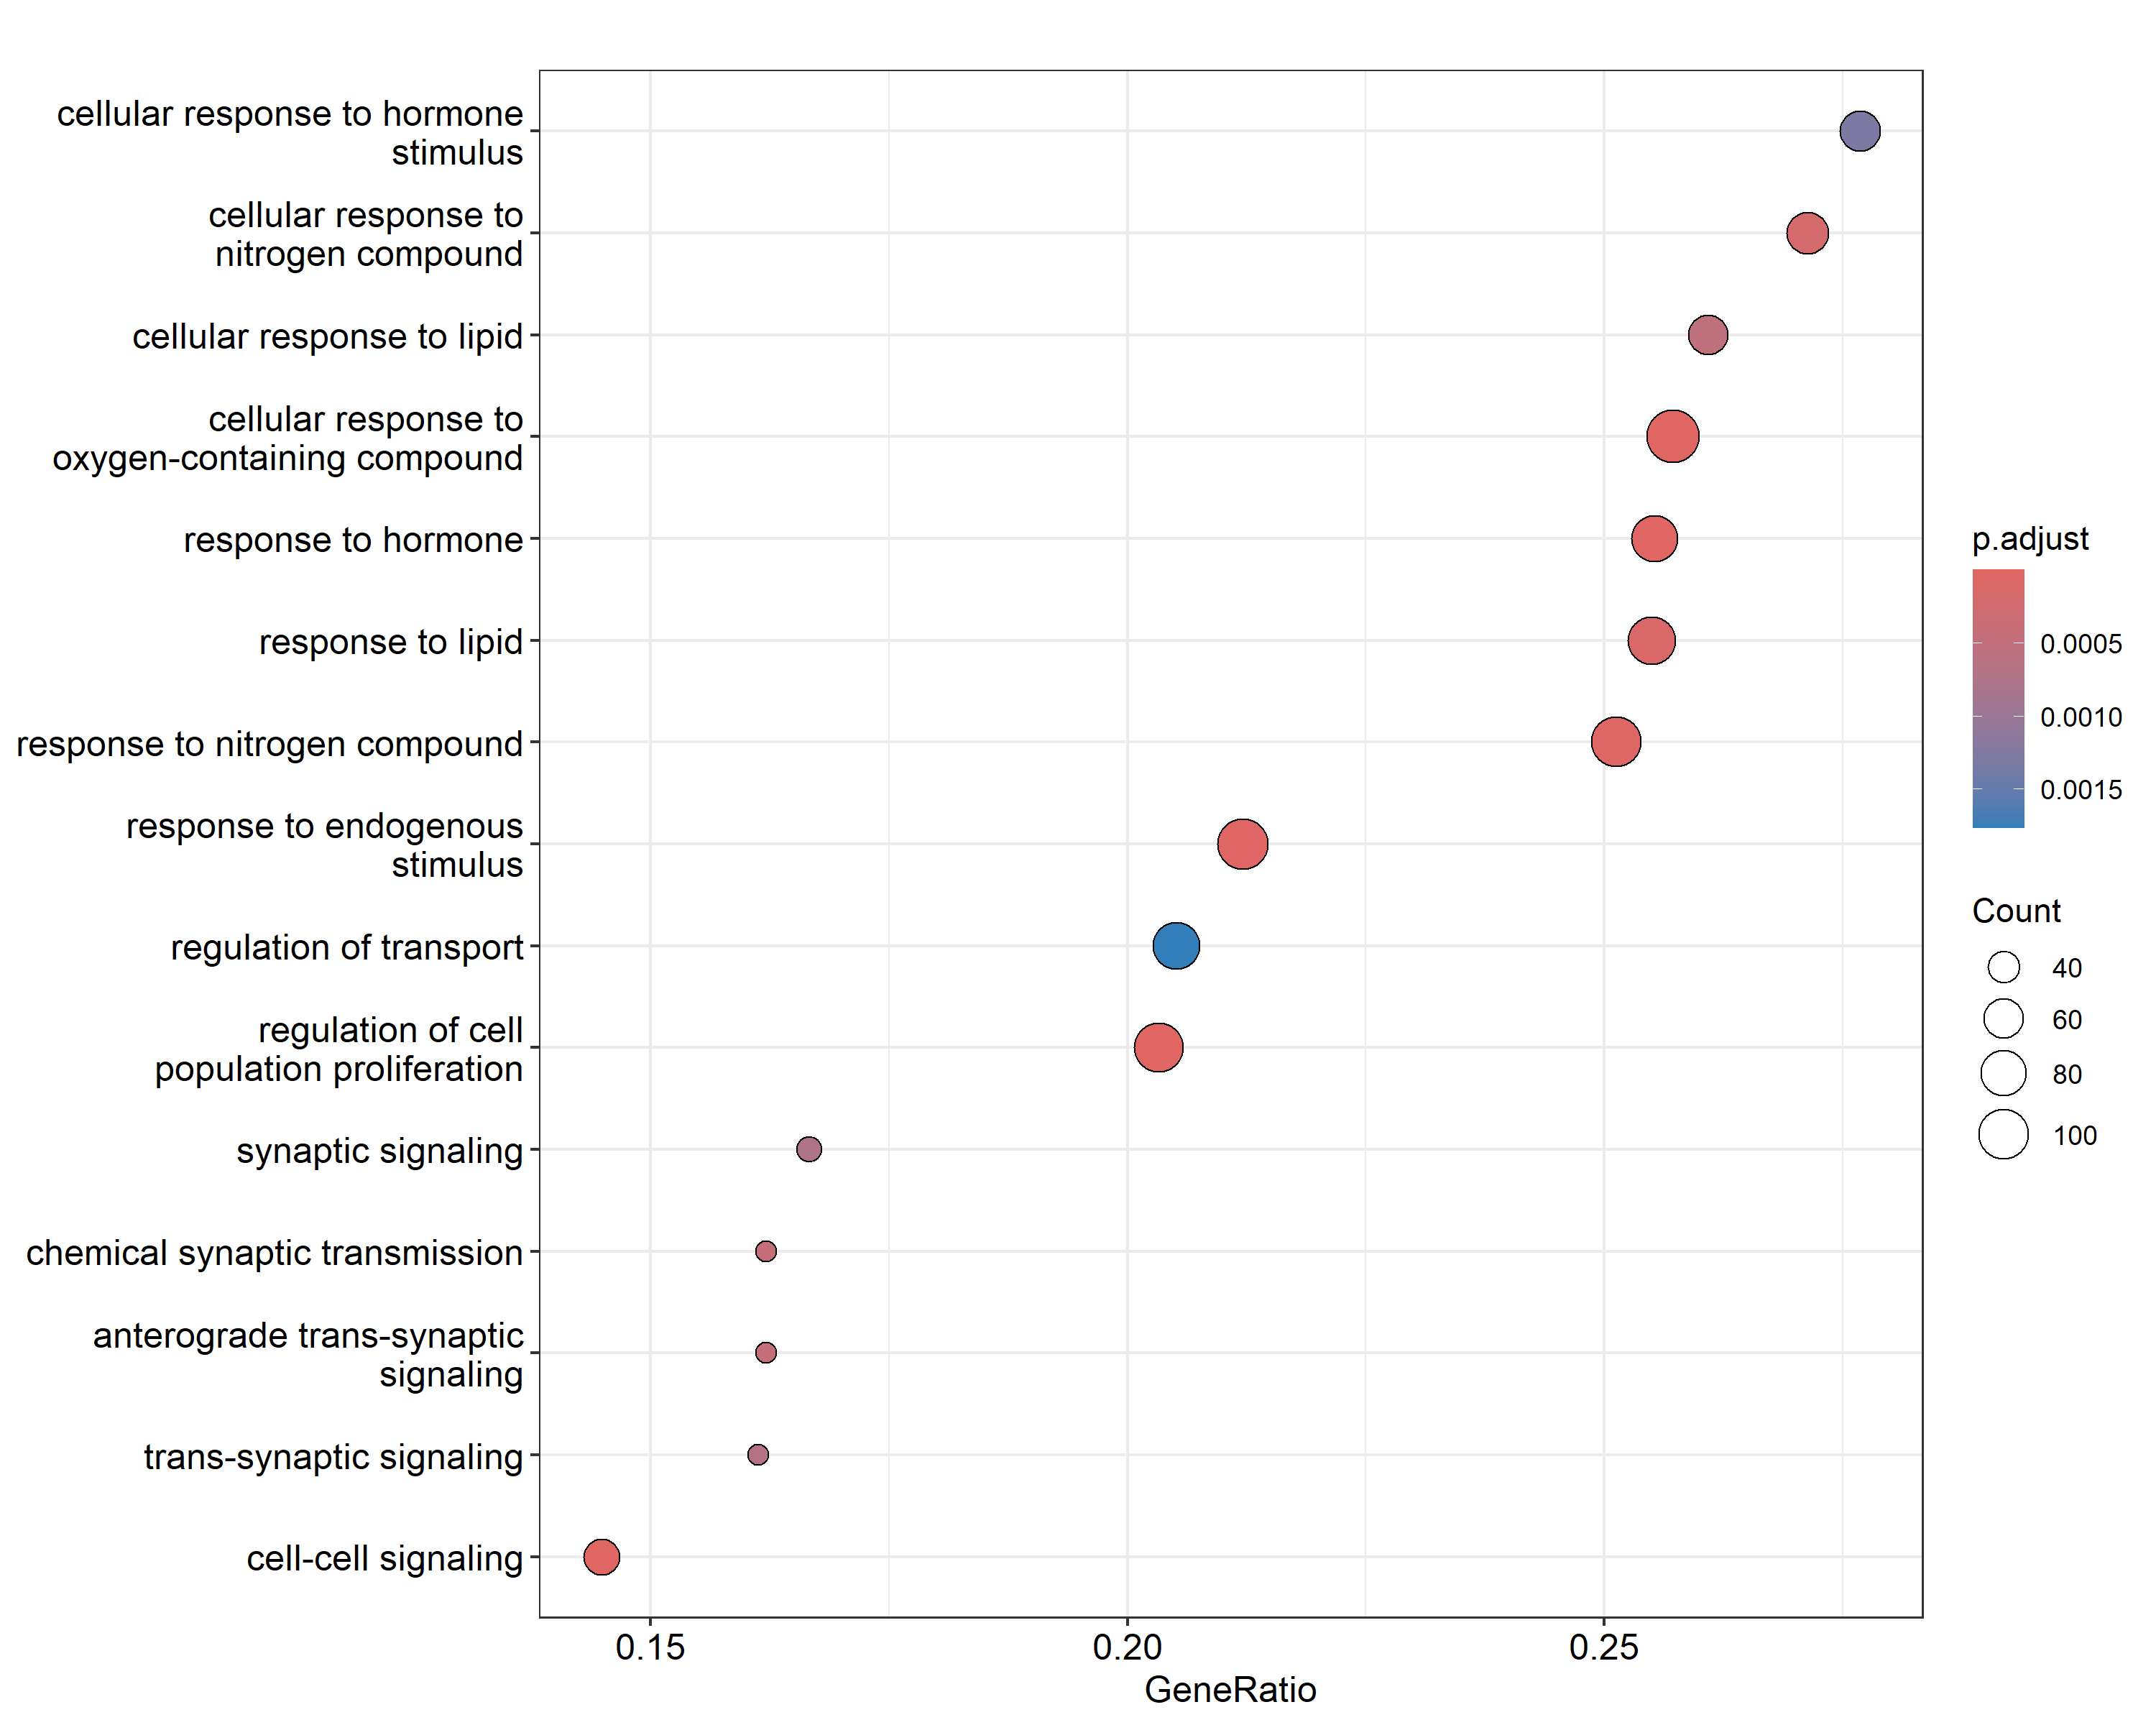 cellular response to hormone
stimulus
cellular response to
nitrogen compound
cellular response to lipid
cellular response to
oxygen-containing compound
response to hormone
response to lipid
response to nitrogen compound
response to endogenous
stimulus
regulation of transport
regulation of cell
population proliferation
synaptic signaling
chemical synaptic transmission
anterograde trans-synaptic
signaling
trans-synaptic signaling
cell-cell signaling
0.15
0.20
0.25
GeneRatio
p.adjust
0.0005
0.0010
0.0015
Count
40
60
80
100